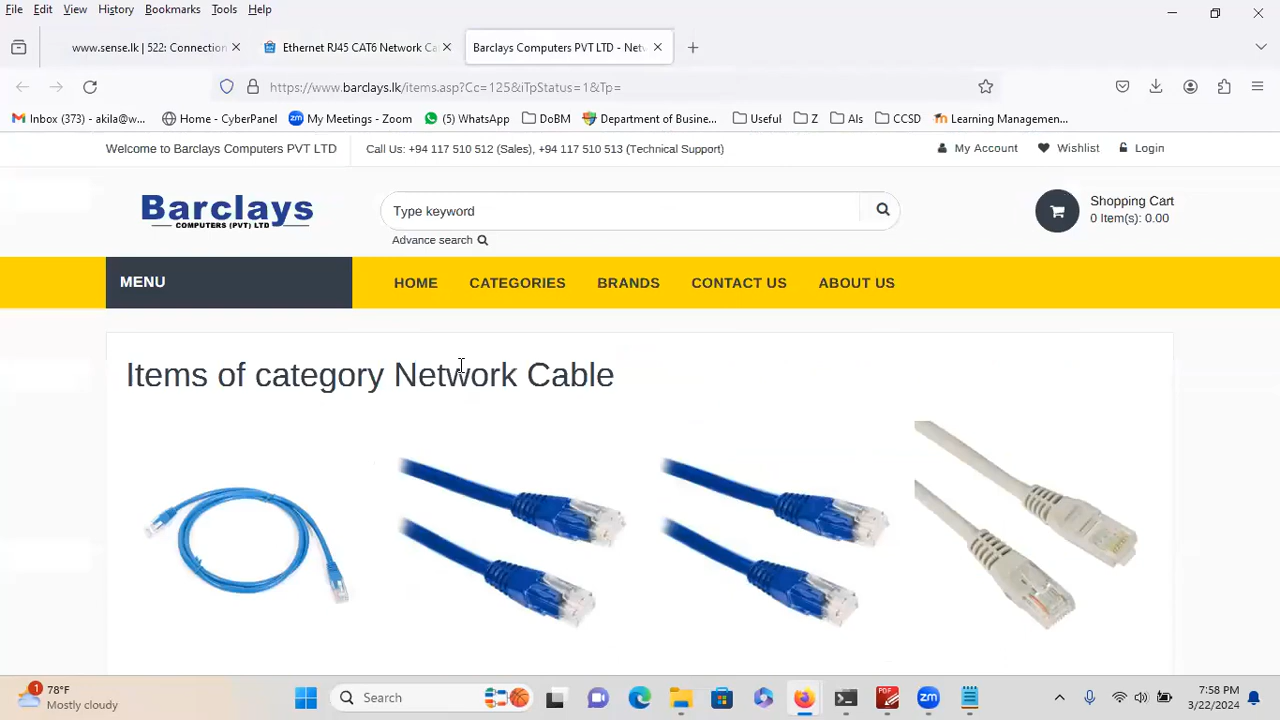 File Edit View History Bookmarks Tools Help
www.sense.lk | 522: Connection
Ethernet RJ45 CAT6 Network Ca
Barclays Computers PVT LTD - Netw
https://www.barclays.lk/items.asp?Cc=125&iTpStatus=1&Tp=
Inbox (373) - akila@w... Home - CyberPanel My Meetings - Zoom (5) WhatsApp DoBM Department of Busine... Useful Z AIs CCSD Learning Managemen...
Welcome to Barclays Computers PVT LTD Call Us: +94 117 510 512 (Sales), +94 117 510 513 (Technical Support) My Account Wishlist Login
Barclays
COMPUTERS (PVT) LTD
Type keyword
Advance search
Shopping Cart
0 Item(s): 0.00
MENU HOME CATEGORIES BRANDS CONTACT US ABOUT US
Items of category Network Cable
1
78°F
Mostly cloudy
Search
PDF
zm
7:58 PM
3/22/2024